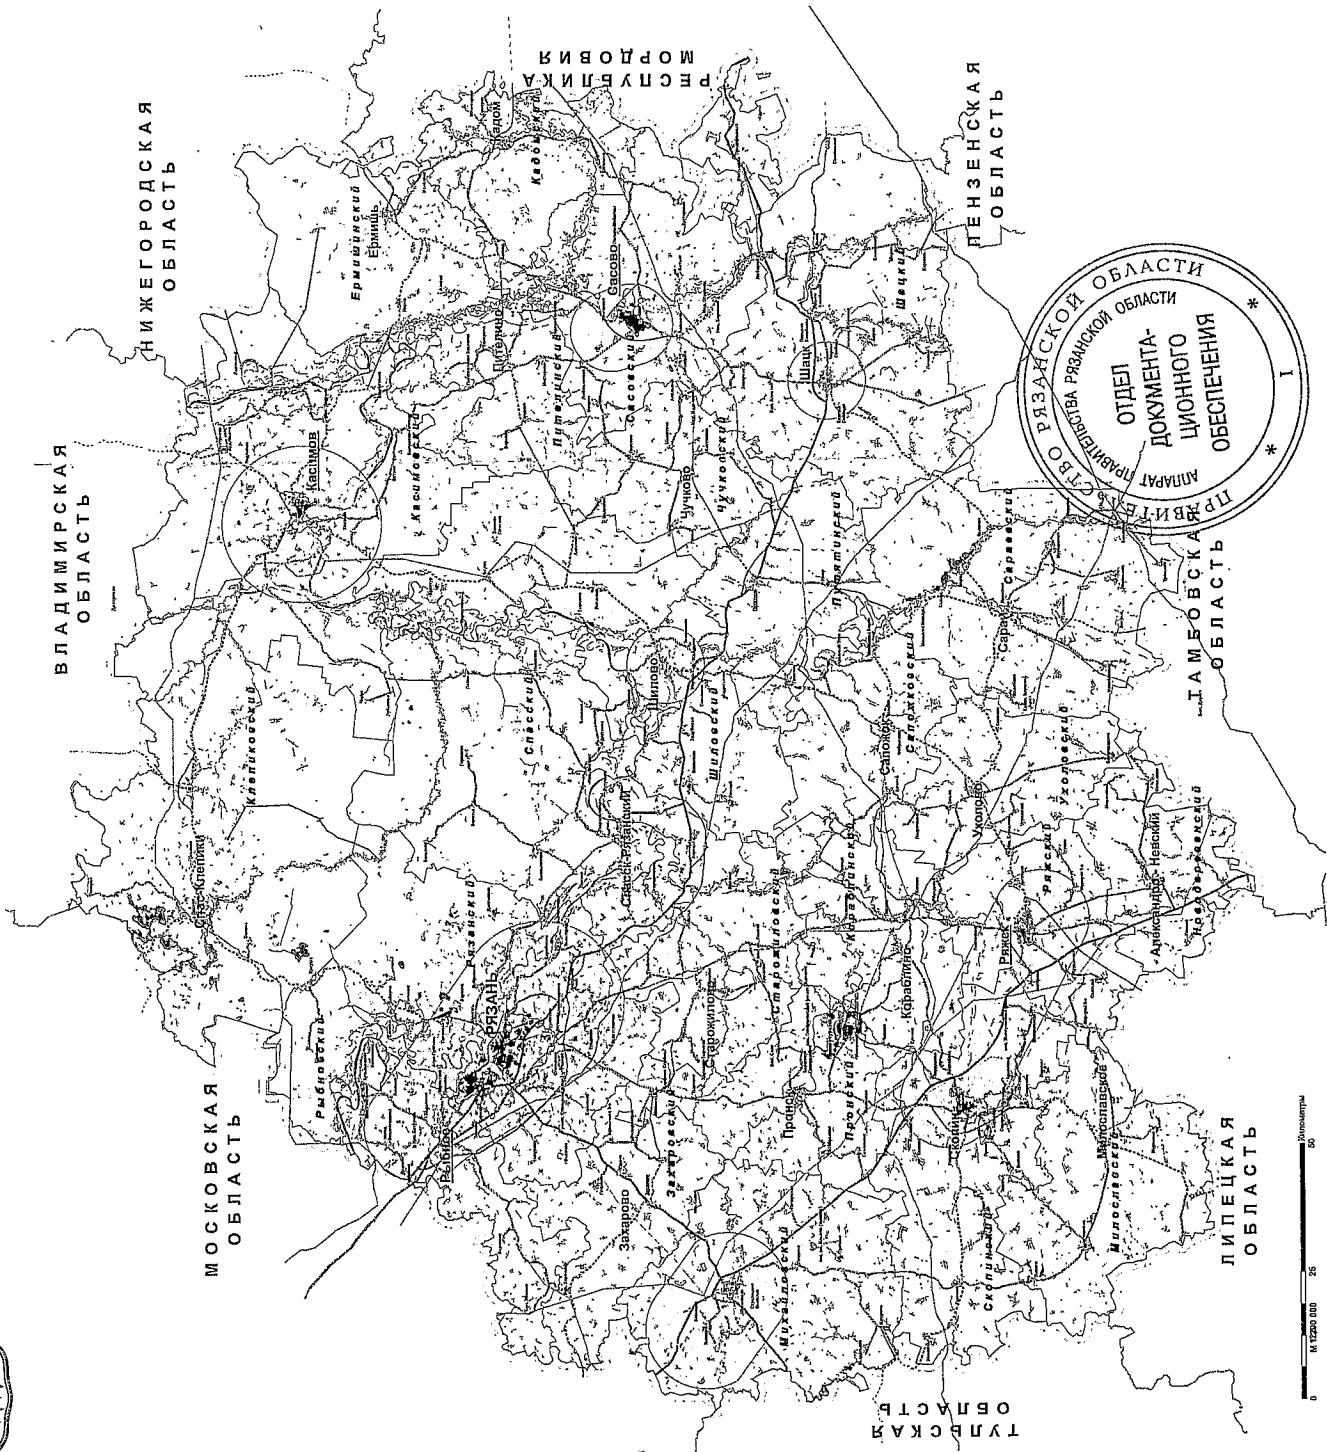 ВЛАДИМИРСКАЯ
ОБЛАСТЬ
НИЖЕГОРОДСКАЯ
ОБЛАСТЬ
МОСКОВСКАЯ
ОБЛАСТЬ
РЕСПУБЛИКА
МОРДОВИЯ
ПЕНЗЕНСКАЯ
ОБЛАСТЬ
ТАМБОВСКАЯ
ОБЛАСТЬ
ЛИПЕЦКАЯ
ОБЛАСТЬ
ТУЛЬСКАЯ
ОБЛАСТЬ
Спас-Клепики
Клепиковский
Касимов
Касимовский
Ермишинский
Ермишь
Кадом
Кадомский
Пителино
Пителинский
Сасово
Сасовский
Чучково
Чучковский
Шацк
Шацкий
Путятинский
Сараевский
Сараи
Сапожок
Сапожковский
Шилово
Шиловский
Спасский
Спасск-Рязанский
Рязанский
РЯЗАНЬ
Рыбновский
Рыбное
Захарово
Захаровский
Старожилово
Старожиловский
Пронск
Пронский
Кораблино
Кораблинский
Ухолово
Ухоловский
Ряжск
Ряжский
Александро-Невский
Новодеревенский
Скопин
Скопинский
Милославское
Милославский
Михайловский
ПРАВИТЕЛЬСТВО РЯЗАНСКОЙ ОБЛАСТИ
АППАРАТ ПРАВИТЕЛЬСТВА РЯЗАНСКОЙ ОБЛАСТИ
ОТДЕЛ
ДОКУМЕНТА-
ЦИОННОГО
ОБЕСПЕЧЕНИЯ
* 1 *
0 25 50
Километры